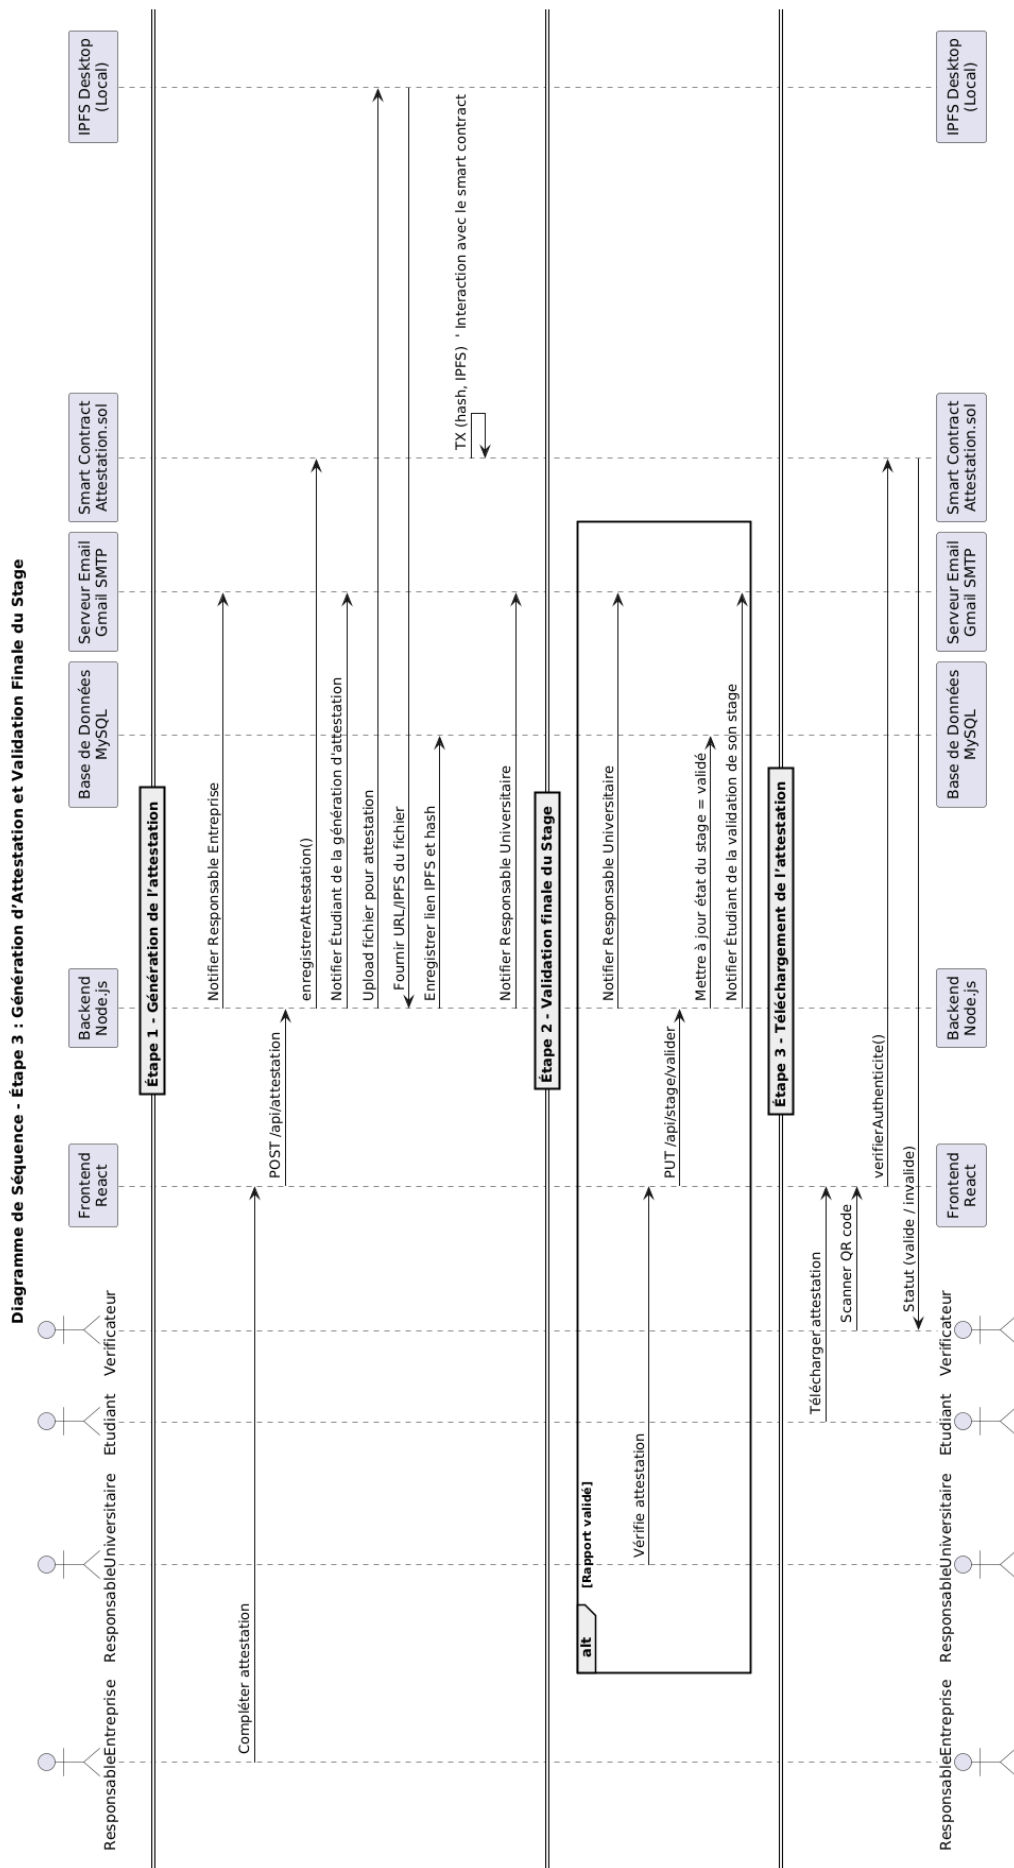 Diagramme de Séquence - Étape 3 : Génération d'Attestation et Validation Finale du Stage
ResponsableEntreprise
ResponsableUniversitaire
Etudiant
Verificateur
Frontend
React
Backend
Node.js
Base de Données
MySQL
Serveur Email
Gmail SMTP
Smart Contract
Attestation.sol
IPFS Desktop
(Local)
Étape 1 - Génération de l'attestation
Notifier Responsable Entreprise
Compléter attestation
POST /api/attestation
enregistrerAttestation()
Notifier Étudiant de la génération d'attestation
Upload fichier pour attestation
Fournir URL/IPFS du fichier
Enregistrer lien IPFS et hash
TX (hash, IPFS) ' Interaction avec le smart contract
Notifier Responsable Universitaire
Étape 2 - Validation finale du Stage
alt
[Rapport validé]
Notifier Responsable Universitaire
Vérifie attestation
PUT /api/stage/valider
Mettre à jour état du stage = validé
Notifier Étudiant de la validation de son stage
Étape 3 - Téléchargement de l'attestation
Télécharger attestation
Scanner QR code
verifierAuthenticite()
Statut (valide / invalide)
ResponsableEntreprise
ResponsableUniversitaire
Etudiant
Verificateur
Frontend
React
Backend
Node.js
Base de Données
MySQL
Serveur Email
Gmail SMTP
Smart Contract
Attestation.sol
IPFS Desktop
(Local)